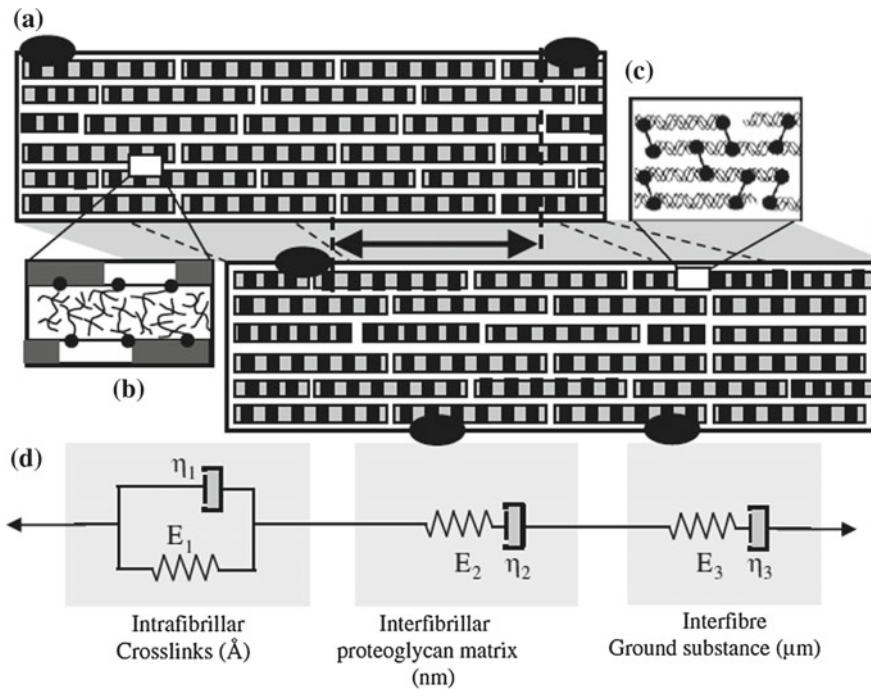 (a)
(c)
(b)
(d)
η1
E1
E2
η2
E3
η3
Intrafibrillar
Crosslinks (Å)
Interfibrillar
proteoglycan matrix
(nm)
Interfibre
Ground substance (μm)